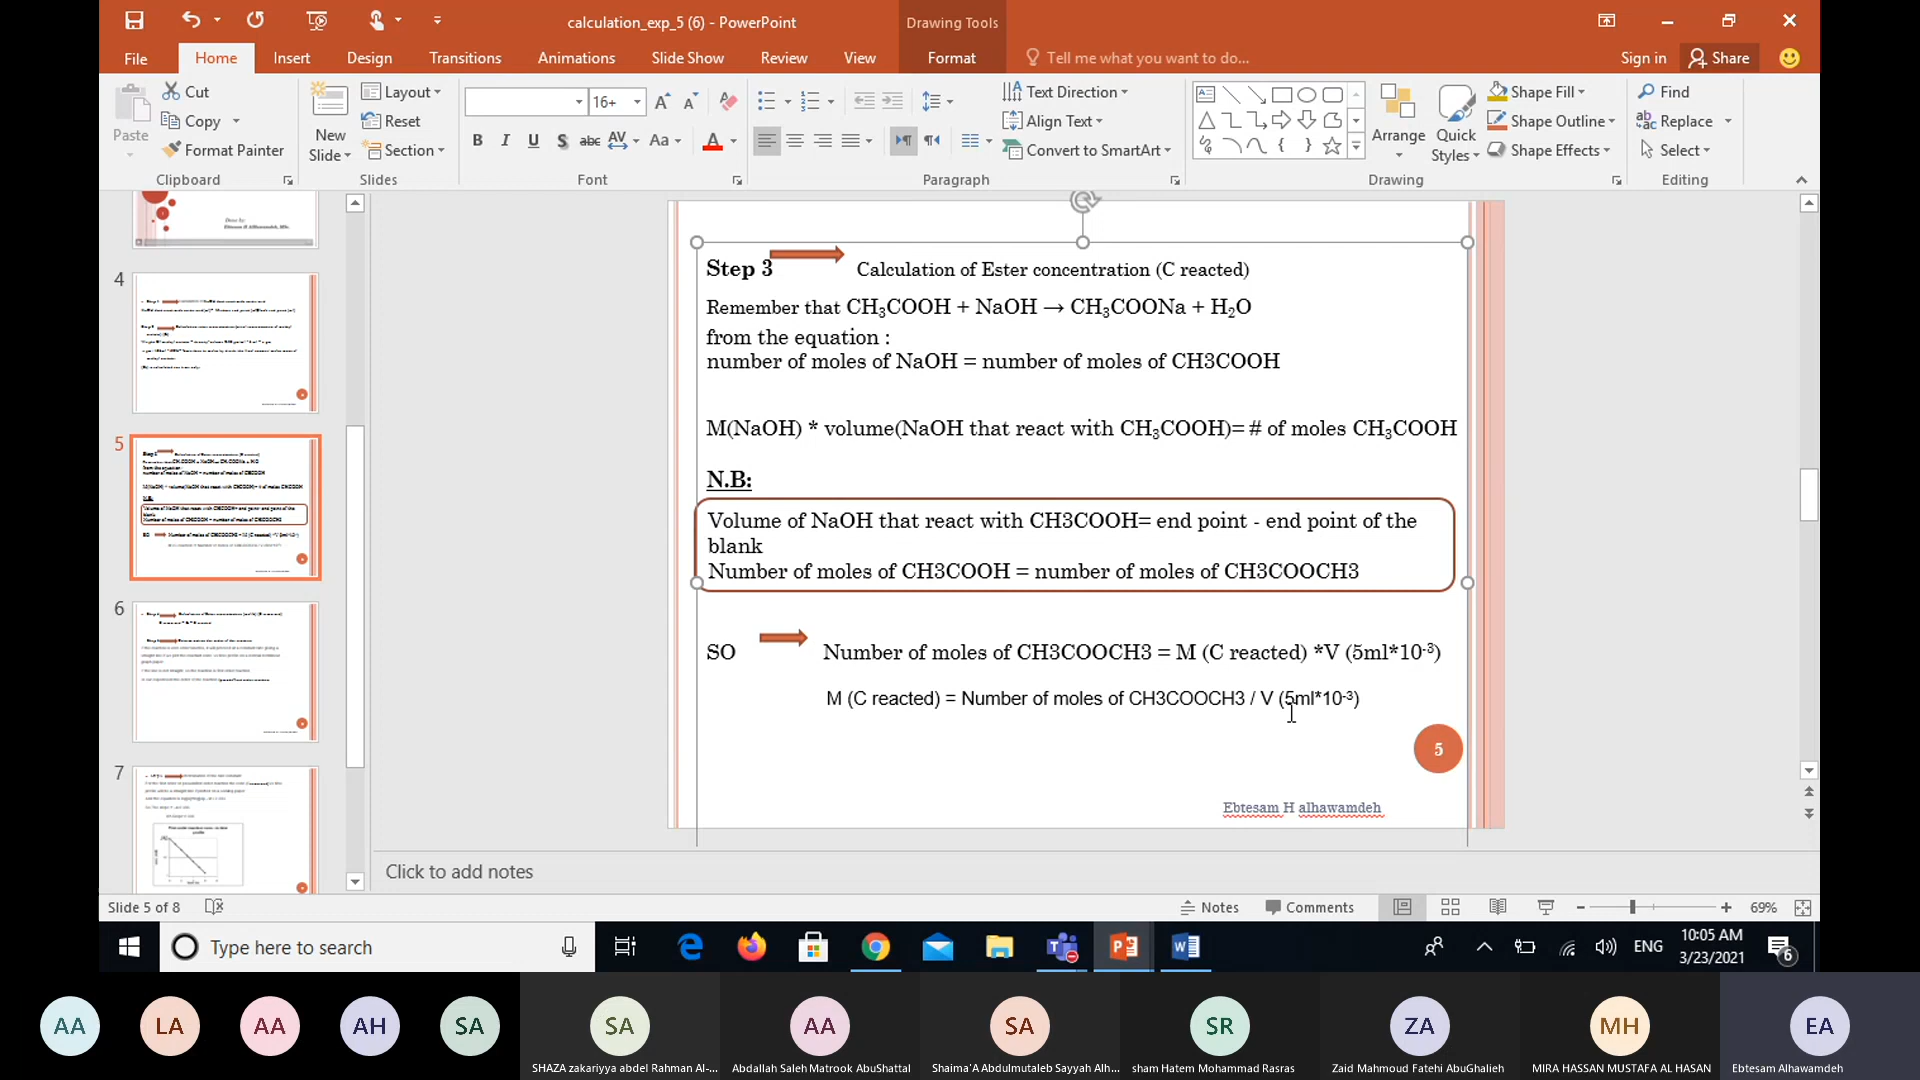 calculation_exp_5 (6) - PowerPoint
Drawing Tools
File Home Insert Design Transitions Animations Slide Show Review View Format Tell me what you want to do... Sign in Share
Cut
Copy
Format Painter
Paste
Clipboard
New Slide
Layout
Reset
Section
Slides
16+
B I U S abc AV Aa A
Font
Text Direction
Align Text
Convert to SmartArt
Paragraph
Arrange
Quick Styles
Shape Fill
Shape Outline
Shape Effects
Drawing
Find
Replace
Select
Editing
4
5
6
7
Step 3 Calculation of Ester concentration (C reacted)
Remember that CH₃COOH + NaOH → CH₃COONa + H₂O
from the equation :
number of moles of NaOH = number of moles of CH3COOH
M(NaOH) * volume(NaOH that react with CH₃COOH)= # of moles CH₃COOH
N.B:
Volume of NaOH that react with CH3COOH= end point - end point of the
blank
Number of moles of CH3COOH = number of moles of CH3COOCH3
SO Number of moles of CH3COOCH3 = M (C reacted) *V (5ml*10⁻³)
M (C reacted) = Number of moles of CH3COOCH3 / V (5ml*10⁻³)
5
Ebtesam H alhawamdeh
Click to add notes
Slide 5 of 8
Notes
Comments
69%
Type here to search
ENG
10:05 AM
3/23/2021
6
AA LA AA AH SA SA AA SA SR ZA MH EA
SHAZA zakariyya abdel Rahman Al-...
Abdallah Saleh Matrook AbuShattal
Shaima'A Abdulmutaleb Sayyah Alh...
sham Hatem Mohammad Rasras
Zaid Mahmoud Fatehi AbuGhalieh
MIRA HASSAN MUSTAFA AL HASAN
Ebtesam Alhawamdeh